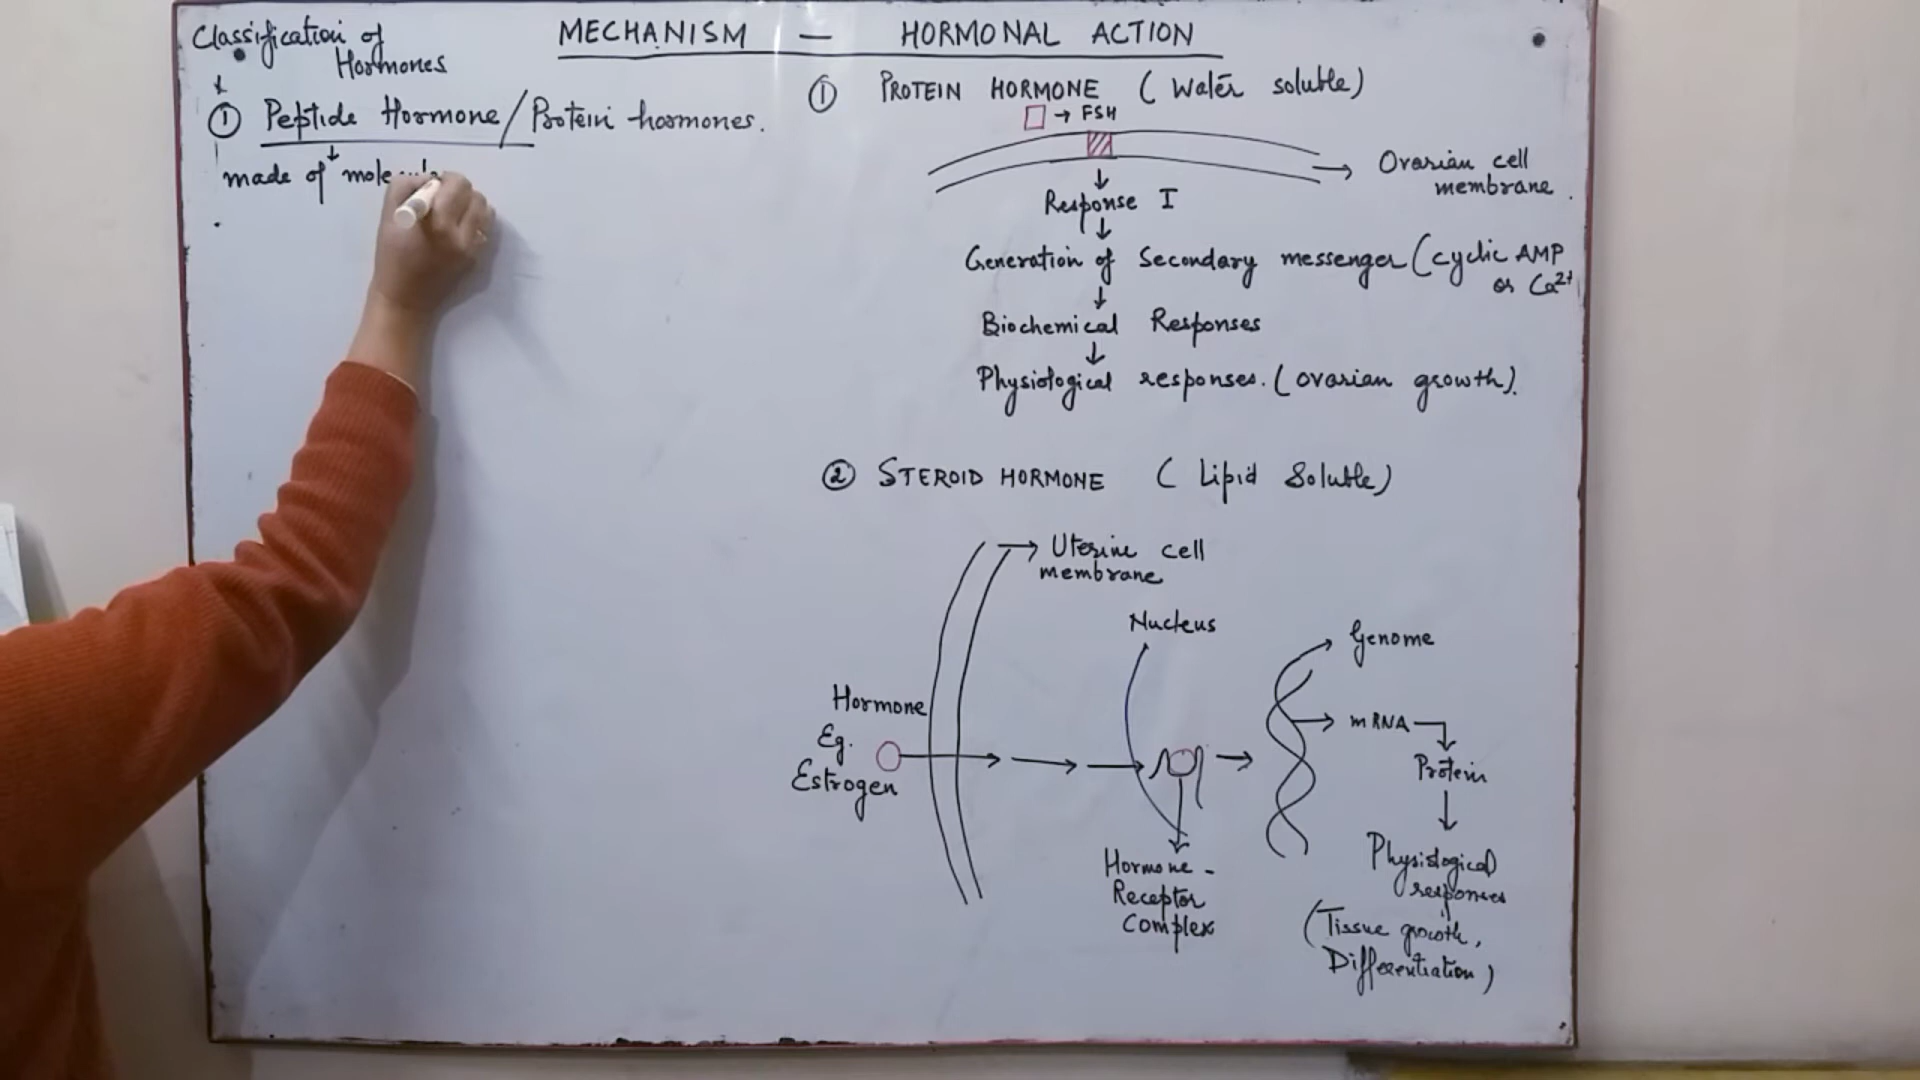 Classification of
Hormones
① Peptide Hormone / Protein hormones.
made of
MECHANISM — HORMONAL ACTION
① PROTEIN HORMONE (Water soluble)
→ FSH
→ Ovarian cell
membrane.
↓
Response I
↓
Generation of Secondary messenger (cyclic AMP
or Ca2+
↓
Biochemical Responses
↓
Physiological responses. (ovarian growth).
② STEROID HORMONE (Lipid Soluble)
→ Uterine cell
membrane
Nucleus
Genome
Hormone
Eg.
Estrogen
mRNA
Protein
Hormone -
Receptor
Complex
Physiological
responses
(Tissue growth,
Differentiation)